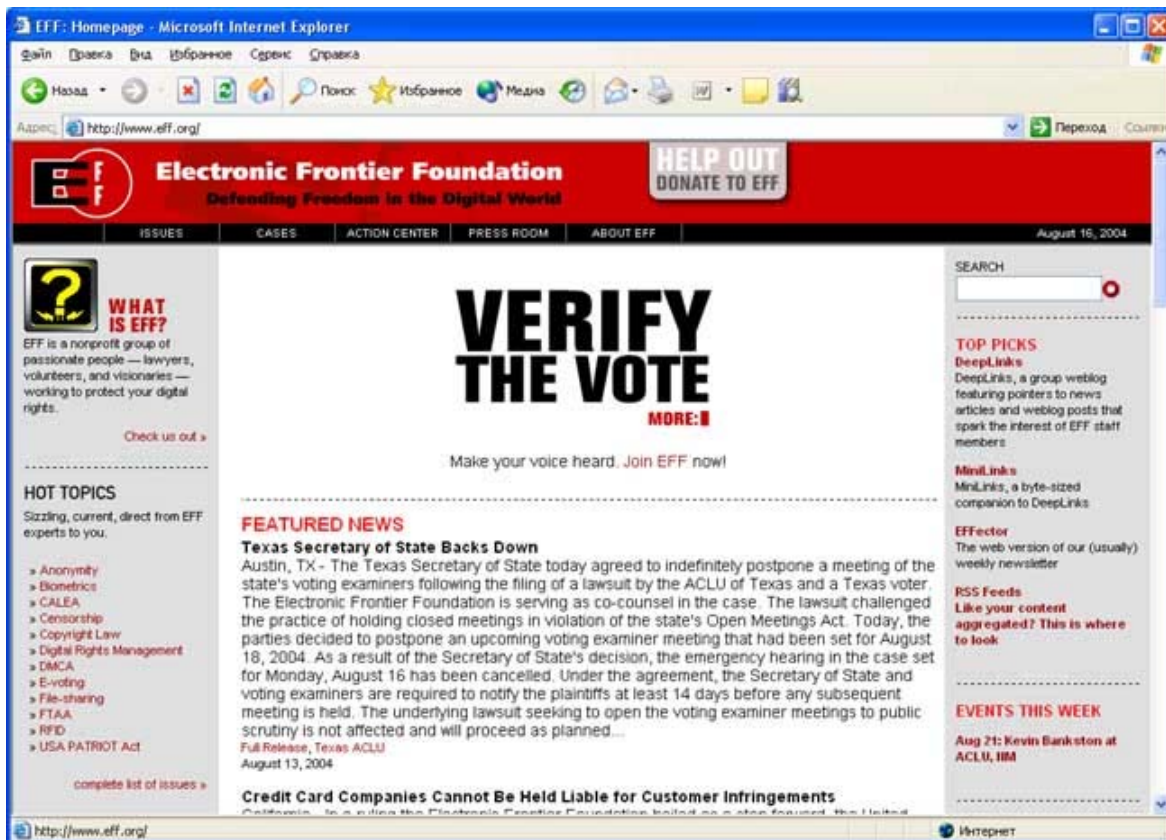 EFF: Homepage - Microsoft Internet Explorer
Файл Правка Вид Избранное Сервис Справка
Назад Поиск Избранное Медиа
Адрес: http://www.eff.org/ Переход Ссылки
EFF
Electronic Frontier Foundation
Defending Freedom in the Digital World
HELP OUT
DONATE TO EFF
ISSUES CASES ACTION CENTER PRESS ROOM ABOUT EFF August 16, 2004
WHAT
IS EFF?
EFF is a nonprofit group of
passionate people — lawyers,
volunteers, and visionaries —
working to protect your digital
rights.
Check us out »
HOT TOPICS
Sizzling, current, direct from EFF
experts to you.
» Anonymity
» Biometrics
» CALEA
» Censorship
» Copyright Law
» Digital Rights Management
» DMCA
» E-voting
» File-sharing
» FTAA
» RFID
» USA PATRIOT Act
complete list of issues »
VERIFY
THE VOTE
MORE:
Make your voice heard. Join EFF now!
FEATURED NEWS
Texas Secretary of State Backs Down
Austin, TX - The Texas Secretary of State today agreed to indefinitely postpone a meeting of the
state's voting examiners following the filing of a lawsuit by the ACLU of Texas and a Texas voter.
The Electronic Frontier Foundation is serving as co-counsel in the case. The lawsuit challenged
the practice of holding closed meetings in violation of the state's Open Meetings Act. Today, the
parties decided to postpone an upcoming voting examiner meeting that had been set for August
18, 2004. As a result of the Secretary of State's decision, the emergency hearing in the case set
for Monday, August 16 has been cancelled. Under the agreement, the Secretary of State and
voting examiners are required to notify the plaintiffs at least 14 days before any subsequent
meeting is held. The underlying lawsuit seeking to open the voting examiner meetings to public
scrutiny is not affected and will proceed as planned...
Full Release, Texas ACLU
August 13, 2004
Credit Card Companies Cannot Be Held Liable for Customer Infringements
California - In a ruling the Electronic Frontier Foundation hailed as a step forward, the United
SEARCH
TOP PICKS
DeepLinks
DeepLinks, a group weblog
featuring pointers to news
articles and weblog posts that
spark the interest of EFF staff
members
MiniLinks
MiniLinks, a byte-sized
companion to DeepLinks
EFFector
The web version of our (usually)
weekly newsletter
RSS Feeds
Like your content
aggregated? This is where
to look
EVENTS THIS WEEK
Aug 21: Kevin Bankston at
ACLU, IIM
http://www.eff.org/ Интернет